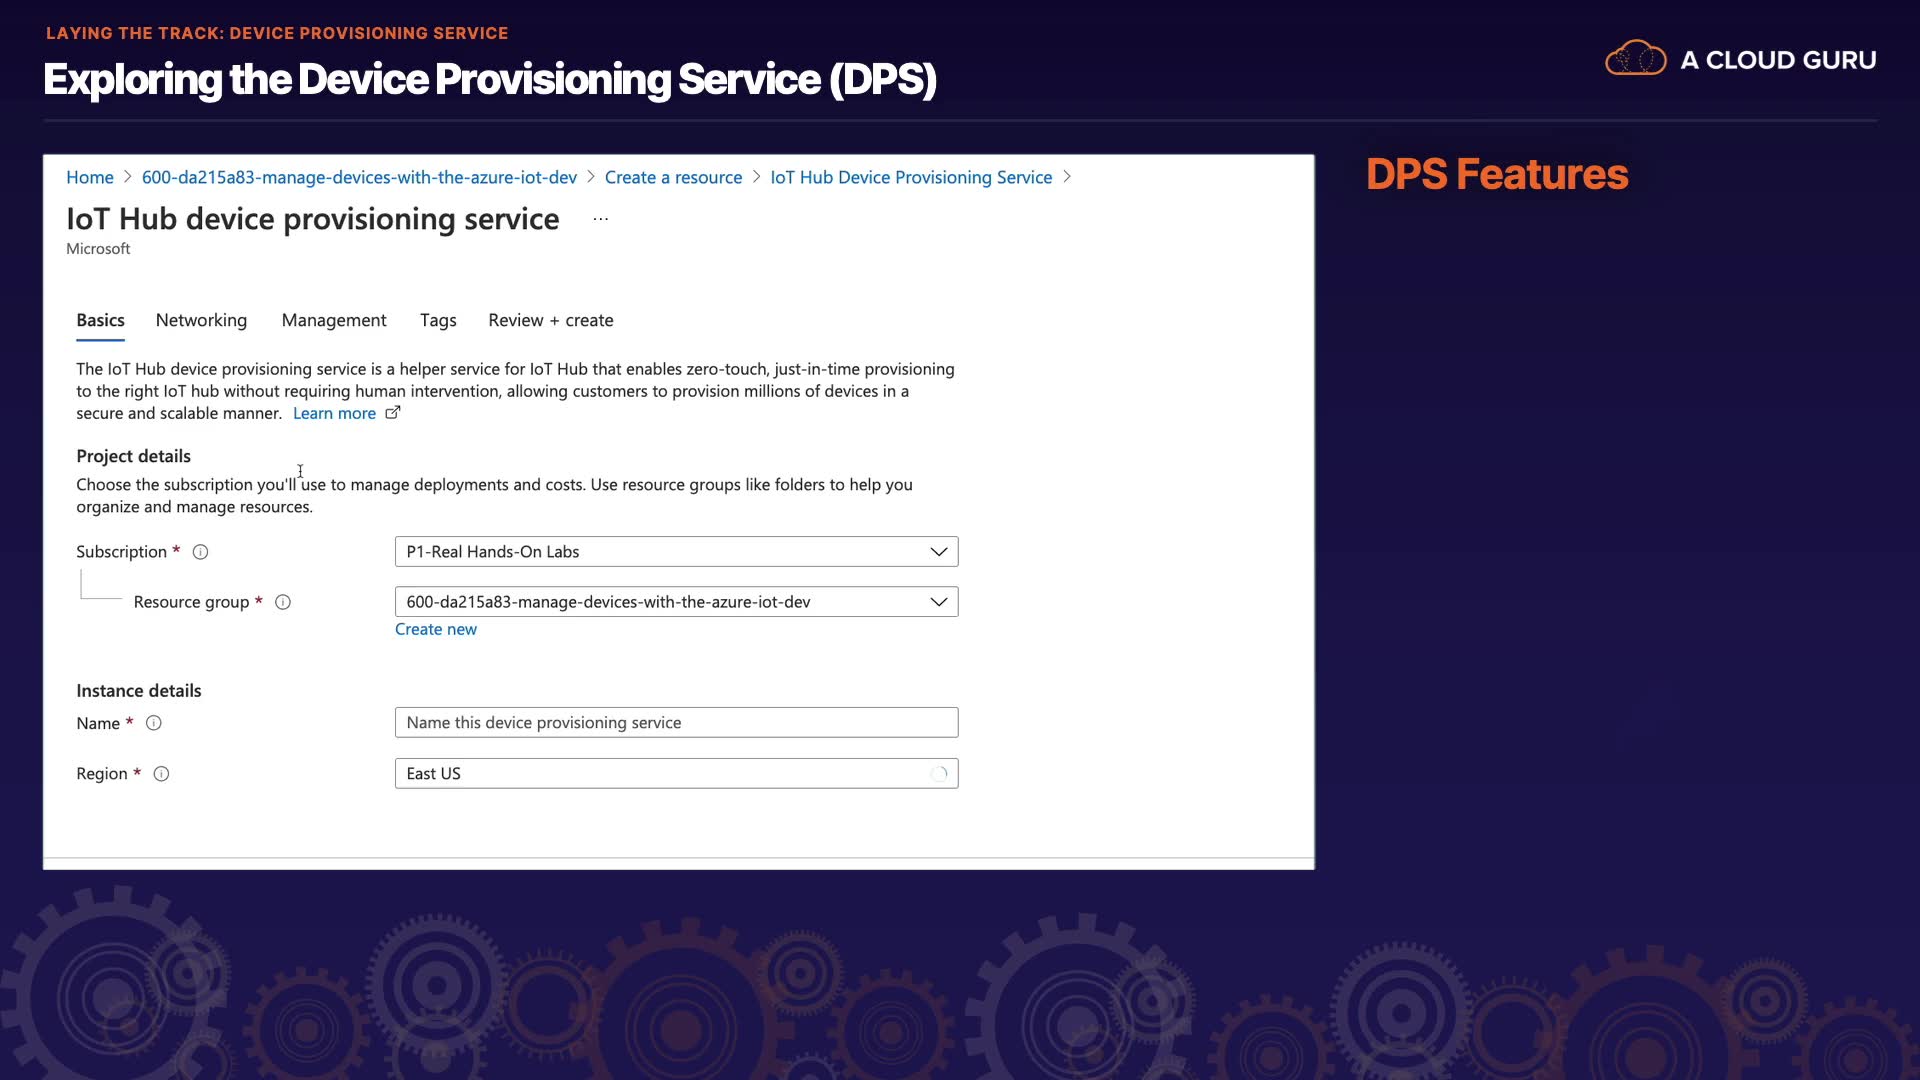 LAYING THE TRACK: DEVICE PROVISIONING SERVICE
Exploring the Device Provisioning Service (DPS)
A CLOUD GURU
Home > 600-da215a83-manage-devices-with-the-azure-iot-dev > Create a resource > IoT Hub Device Provisioning Service >
IoT Hub device provisioning service ...
Microsoft
Basics Networking Management Tags Review + create
The IoT Hub device provisioning service is a helper service for IoT Hub that enables zero-touch, just-in-time provisioning
to the right IoT hub without requiring human intervention, allowing customers to provision millions of devices in a
secure and scalable manner. Learn more
Project details
Choose the subscription you'll use to manage deployments and costs. Use resource groups like folders to help you
organize and manage resources.
Subscription * P1-Real Hands-On Labs
Resource group * 600-da215a83-manage-devices-with-the-azure-iot-dev
Create new
Instance details
Name * Name this device provisioning service
Region * East US
DPS Features